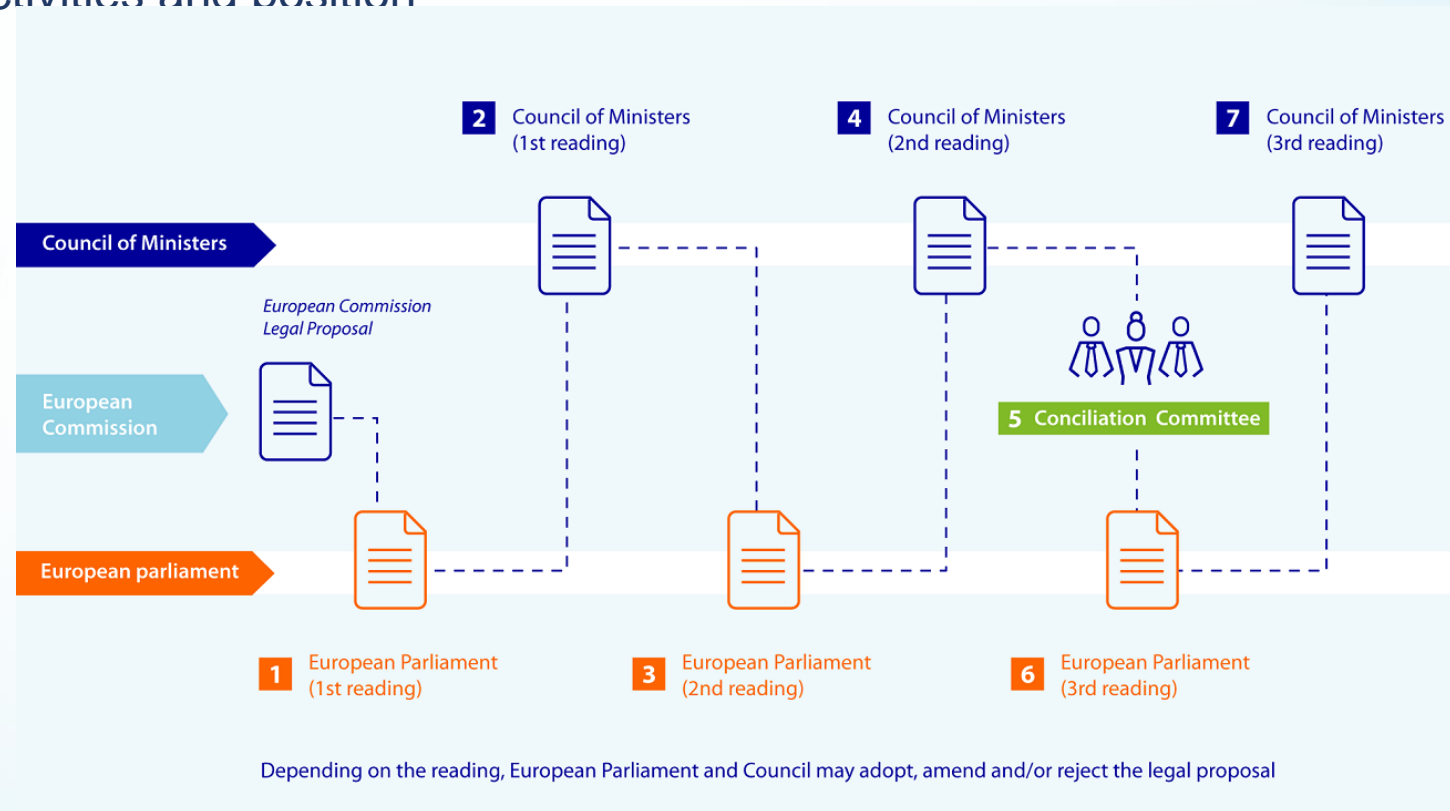 2 Council of Ministers
(1st reading)
4 Council of Ministers
(2nd reading)
7 Council of Ministers
(3rd reading)
Council of Ministers
European Commission
Legal Proposal
European
Commission
5 Conciliation Committee
European parliament
1 European Parliament
(1st reading)
3 European Parliament
(2nd reading)
6 European Parliament
(3rd reading)
Depending on the reading, European Parliament and Council may adopt, amend and/or reject the legal proposal